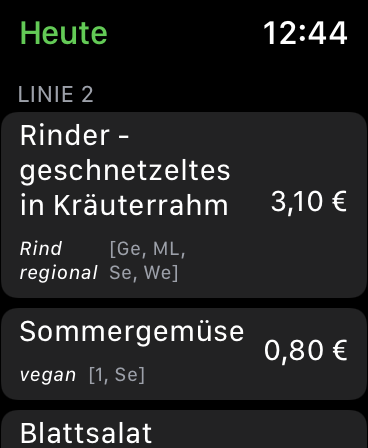 Heute 12:44
LINIE 2
Rinder -
geschnetzeltes
in Kräuterrahm 3,10 €
Rind [Ge, ML,
regional Se, We]
Sommergemüse 0,80 €
vegan [1, Se]
Blattsalat